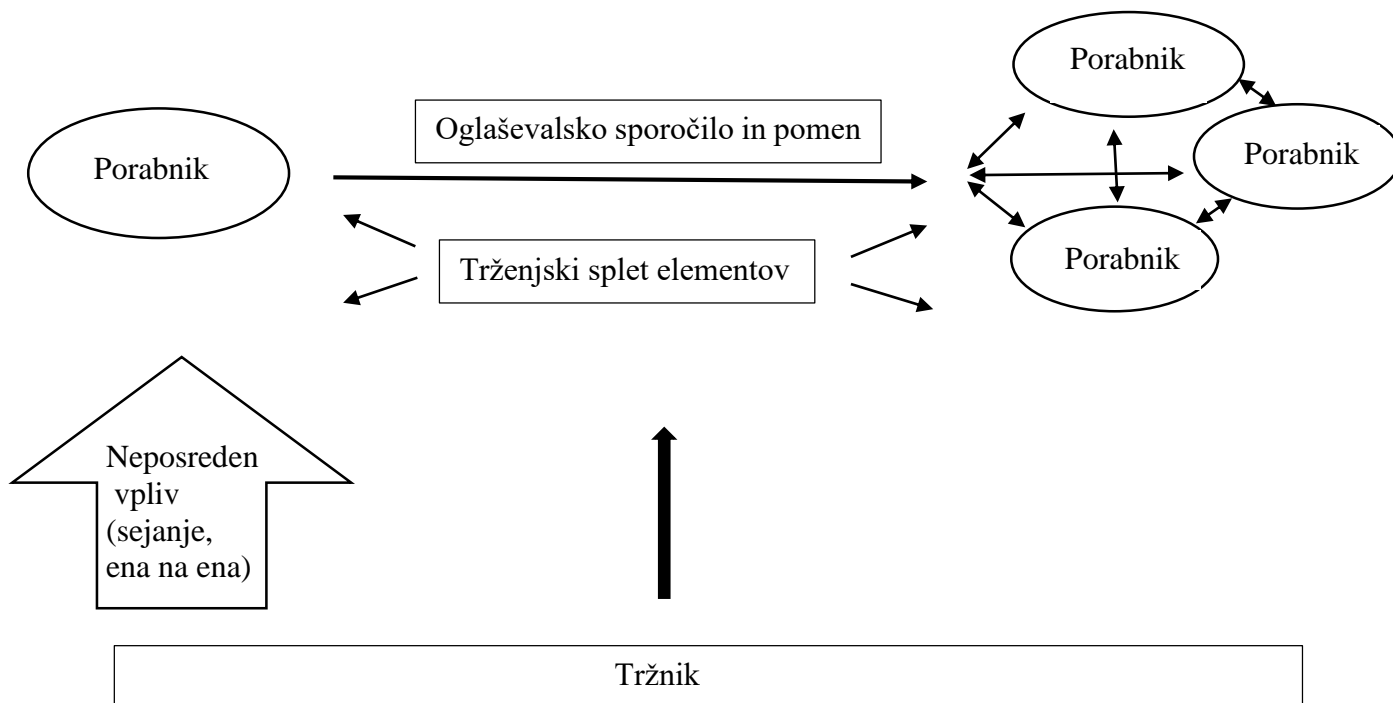 Porabnik
Oglaševalsko sporočilo in pomen
Porabnik
Porabnik
Trženjski splet elementov
Porabnik
Neposreden
vpliv
(sejanje,
ena na ena)
Tržnik